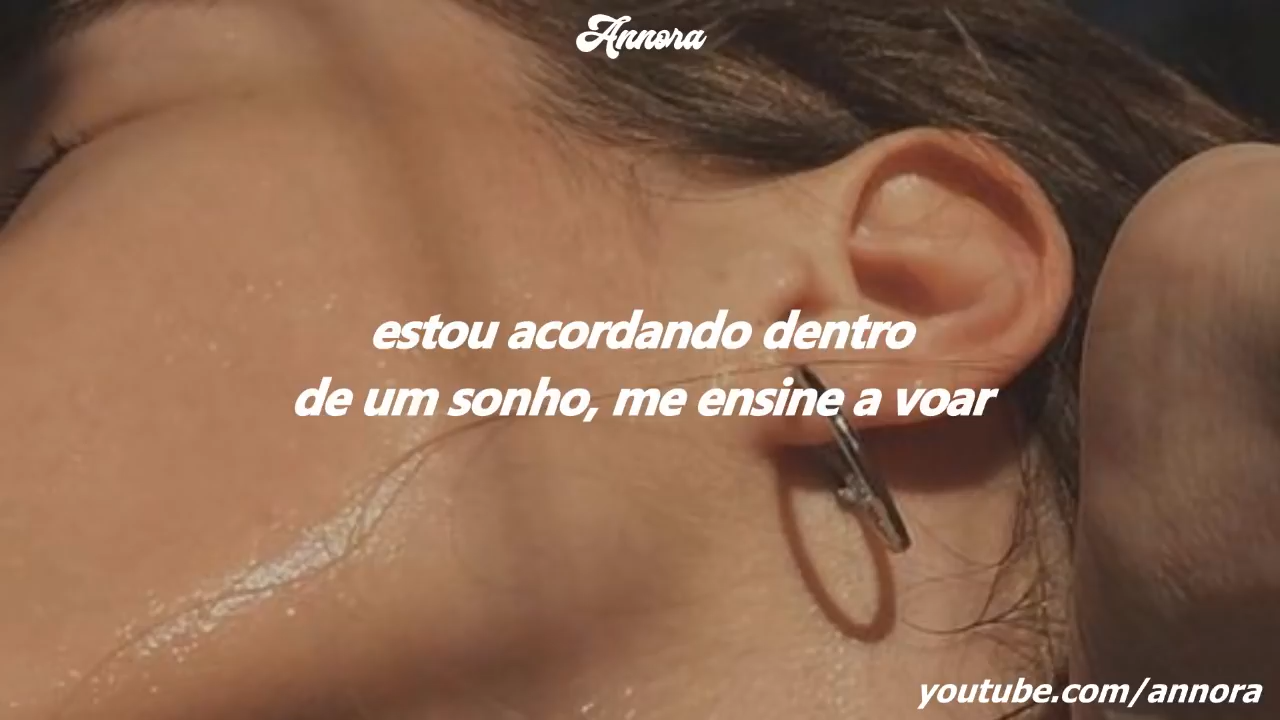 Annora
estou acordando dentro
de um sonho, me ensine a voar
youtube.com/annora